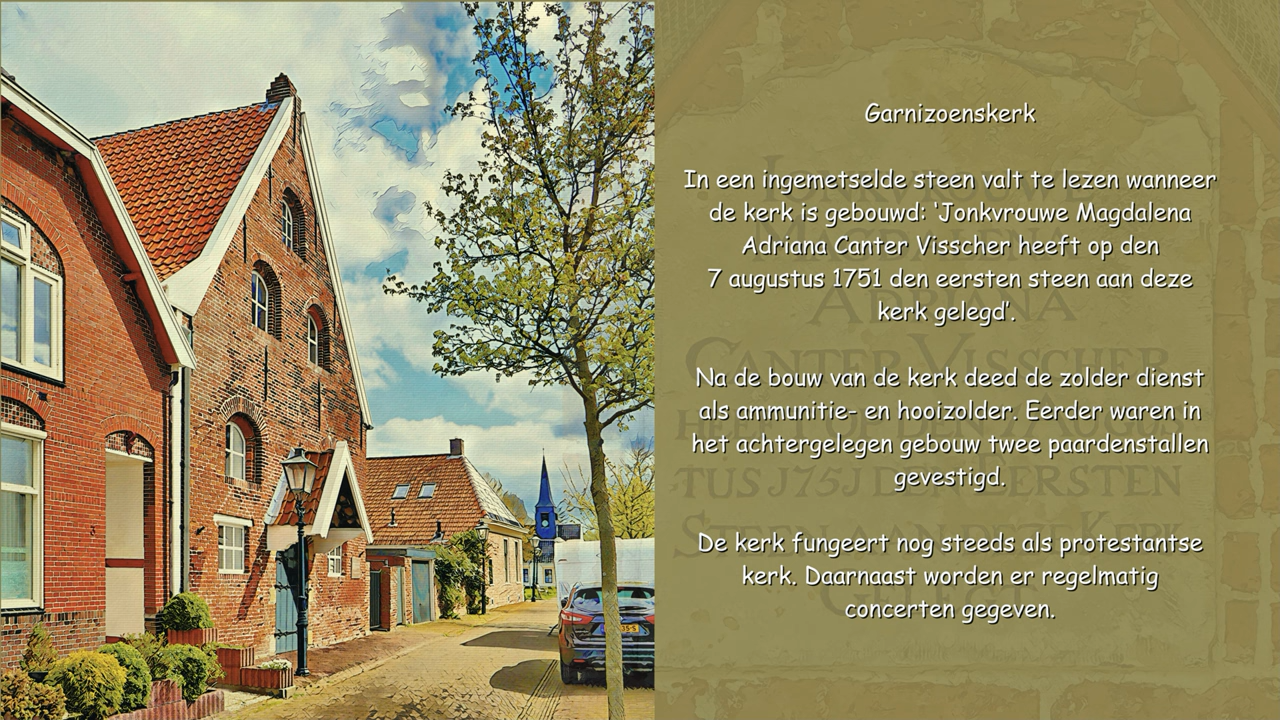 Garnizoenskerk
In een ingemetselde steen valt te lezen wanneer
de kerk is gebouwd: ‘Jonkvrouwe Magdalena
Adriana Canter Visscher heeft op den
7 augustus 1751 den eersten steen aan deze
kerk gelegd’.
Na de bouw van de kerk deed de zolder dienst
als ammunitie- en hooizolder. Eerder waren in
het achtergelegen gebouw twee paardenstallen
gevestigd.
De kerk fungeert nog steeds als protestantse
kerk. Daarnaast worden er regelmatig
concerten gegeven.